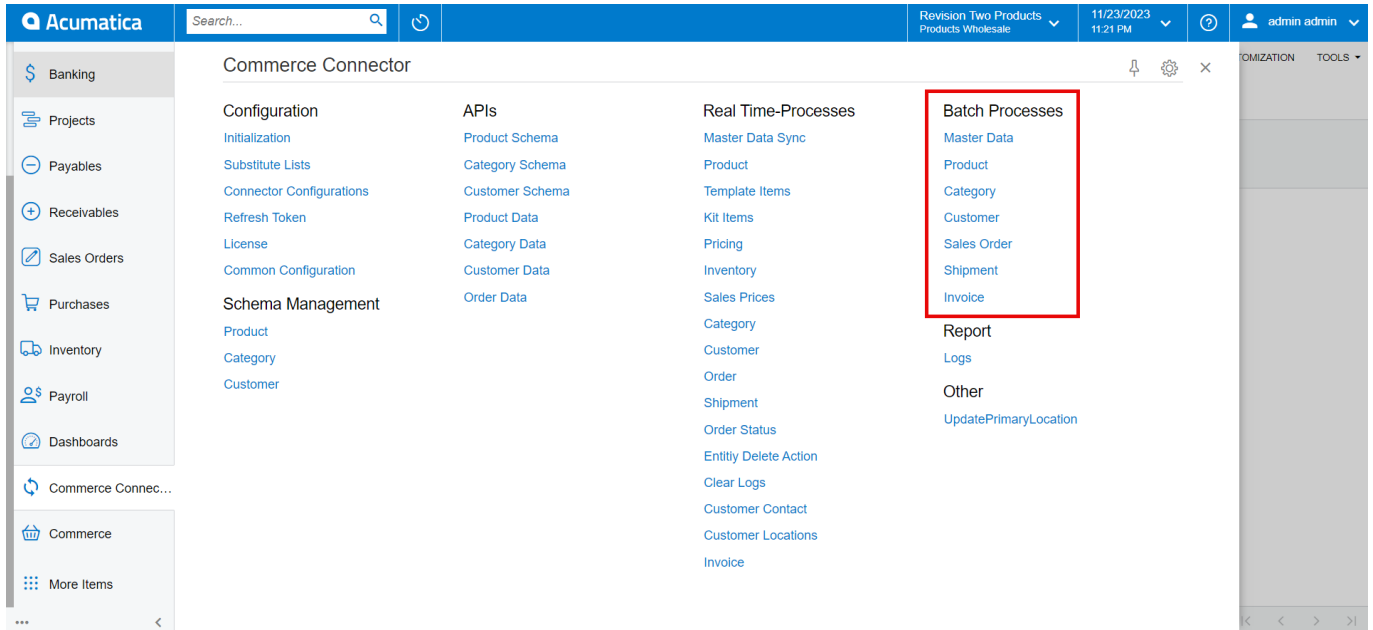 Acumatica
Search...
Revision Two Products
Products Wholesale
11/23/2023
11:21 PM
admin admin
OMIZATION
TOOLS
Banking
Projects
Payables
Receivables
Sales Orders
Purchases
Inventory
Payroll
Dashboards
Commerce Connec...
Commerce
More Items
Commerce Connector
Configuration
Initialization
Substitute Lists
Connector Configurations
Refresh Token
License
Common Configuration
Schema Management
Product
Category
Customer
APIs
Product Schema
Category Schema
Customer Schema
Product Data
Category Data
Customer Data
Order Data
Real Time-Processes
Master Data Sync
Product
Template Items
Kit Items
Pricing
Inventory
Sales Prices
Category
Customer
Order
Shipment
Order Status
Entitiy Delete Action
Clear Logs
Customer Contact
Customer Locations
Invoice
Batch Processes
Master Data
Product
Category
Customer
Sales Order
Shipment
Invoice
Report
Logs
Other
UpdatePrimaryLocation